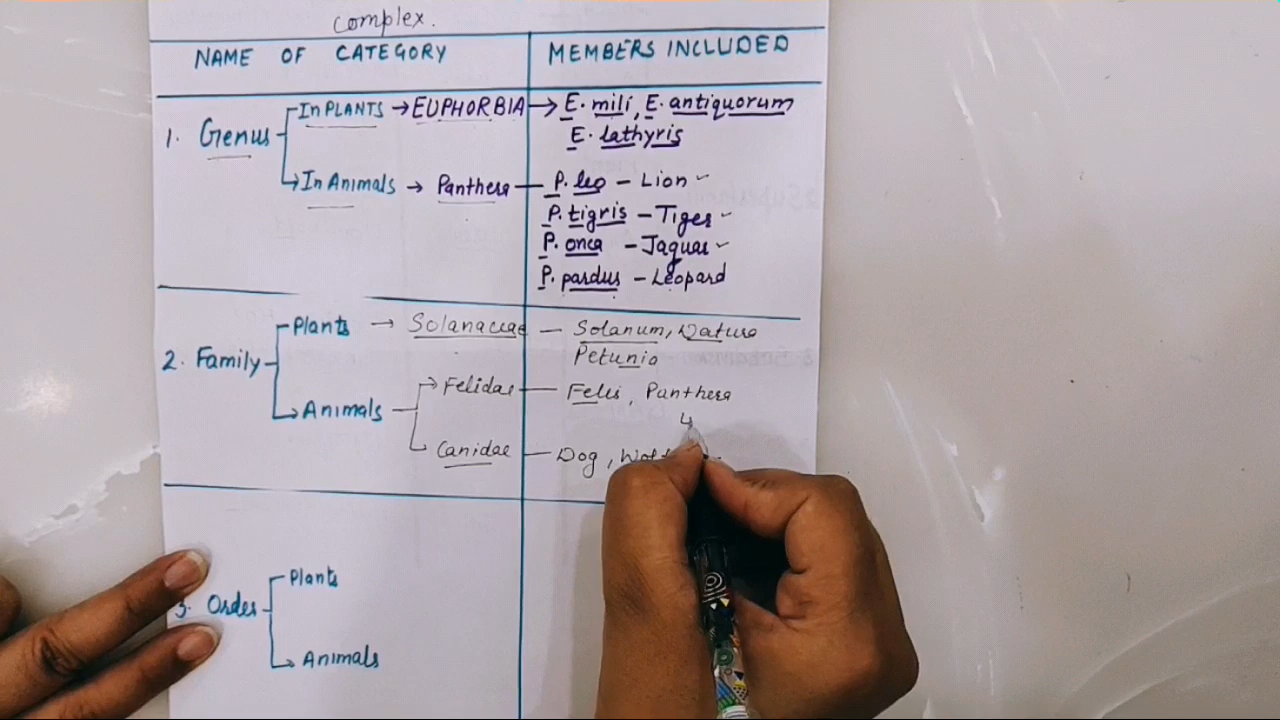 complex.
NAME OF CATEGORY MEMBERS INCLUDED
1. Genus In PLANTS → EUPHORBIA → E. mili, E. antiquorum
E. lathyris
In Animals → Panthera — P. leo – Lion
P. tigris – Tiger
P. onca – Jaguar
P. pardus – Leopard
2. Family Plants → Solanaceae — Solanum, Datura
Petunia
Animals → Felidae — Felis, Panthera
4
Canidae — Dog,
3. Order Plants
Animals